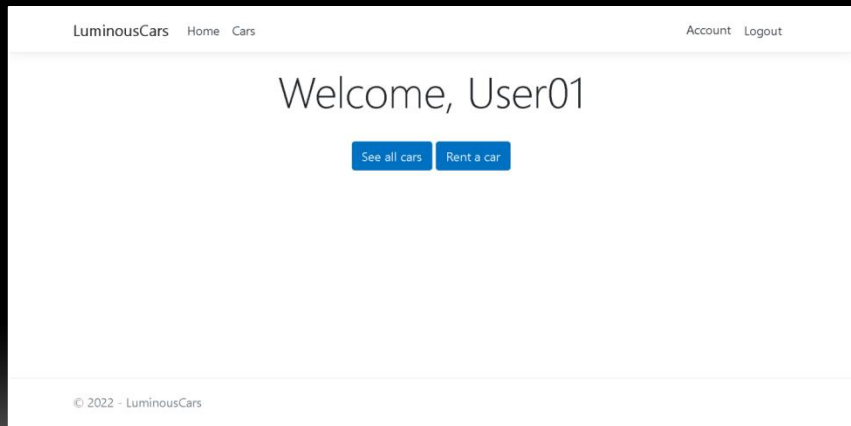 LuminousCars Home Cars Account Logout
Welcome, User01
See all cars Rent a car
© 2022 - LuminousCars